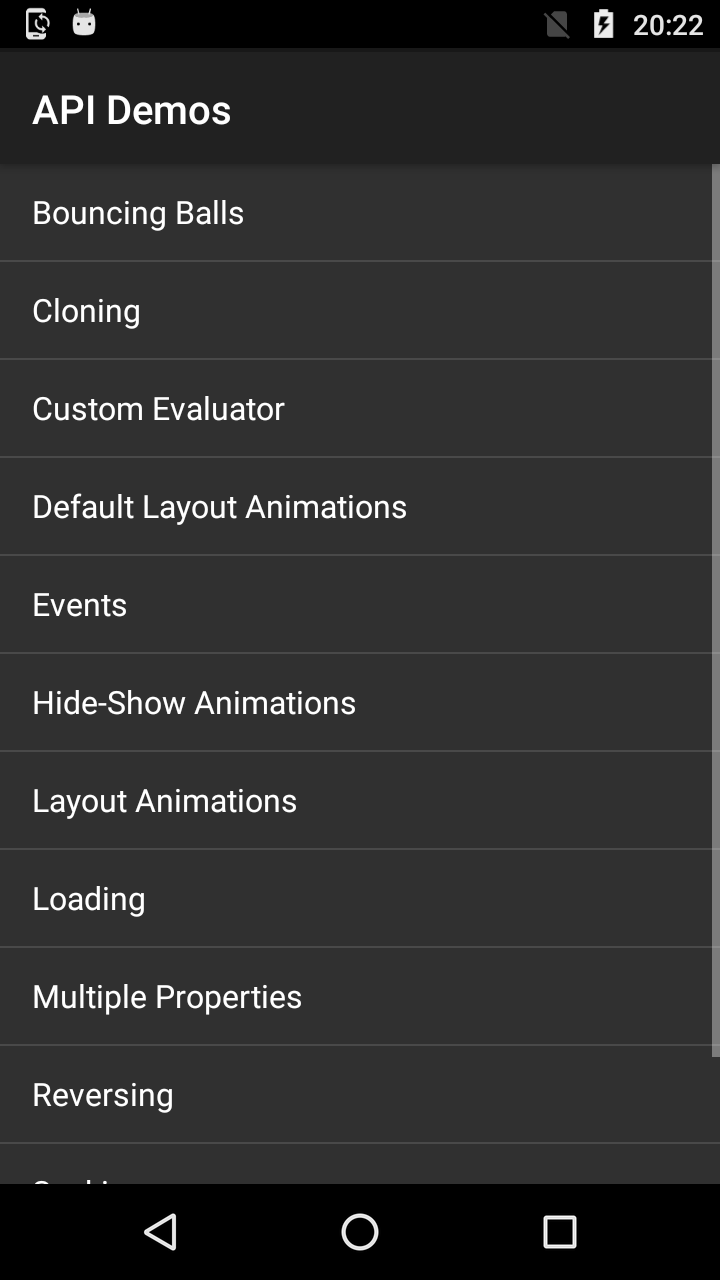 20:22
API Demos
Bouncing Balls
Cloning
Custom Evaluator
Default Layout Animations
Events
Hide-Show Animations
Layout Animations
Loading
Multiple Properties
Reversing